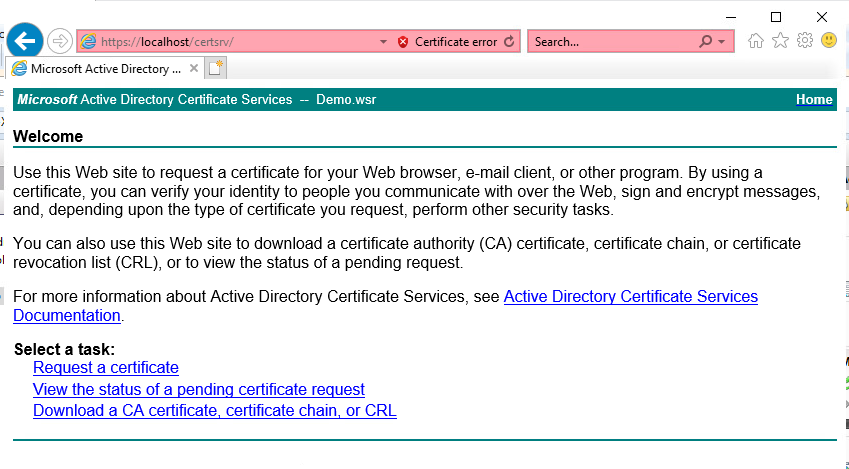 https://localhost/certsrv/
Certificate error
Search...
Microsoft Active Directory ...
Microsoft Active Directory Certificate Services -- Demo.wsr
Home
Welcome
Use this Web site to request a certificate for your Web browser, e-mail client, or other program. By using a
certificate, you can verify your identity to people you communicate with over the Web, sign and encrypt messages,
and, depending upon the type of certificate you request, perform other security tasks.
You can also use this Web site to download a certificate authority (CA) certificate, certificate chain, or certificate
revocation list (CRL), or to view the status of a pending request.
For more information about Active Directory Certificate Services, see Active Directory Certificate Services
Documentation.
Select a task:
Request a certificate
View the status of a pending certificate request
Download a CA certificate, certificate chain, or CRL